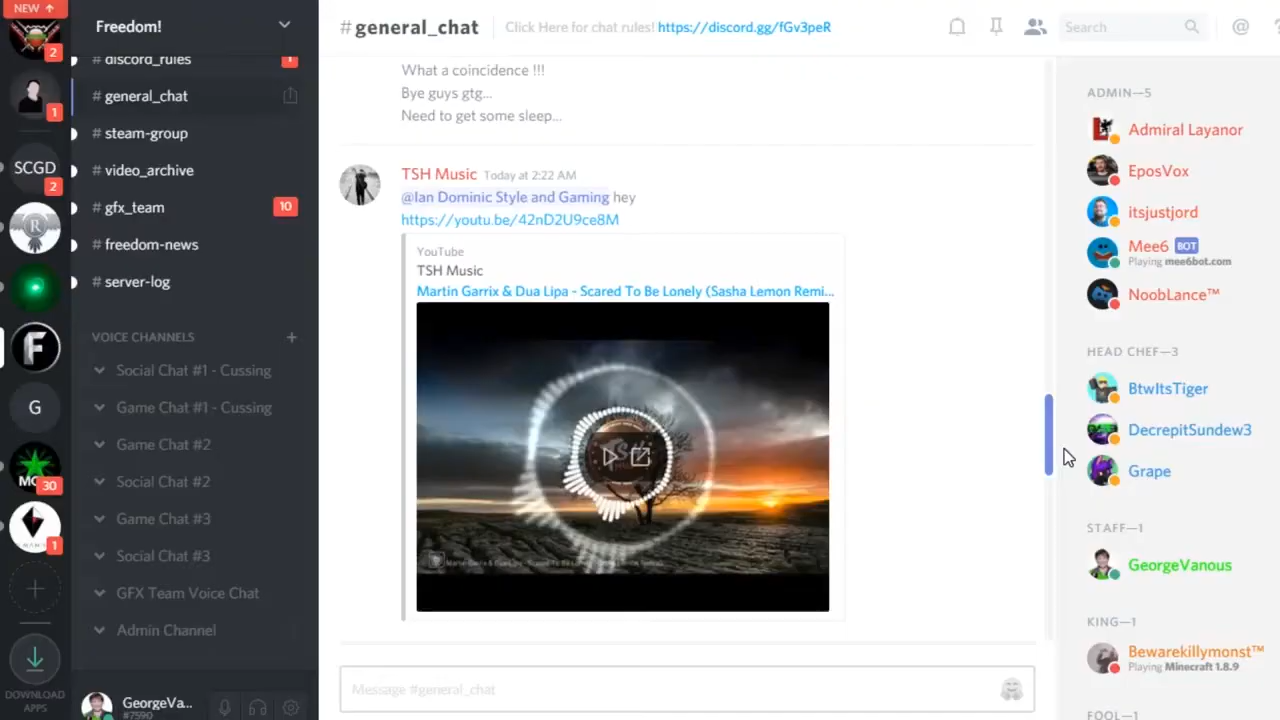 NEW ↑
2
1
SCGD
2
G
30
1
DOWNLOAD
APPS
Freedom!
# discord_rules
1
# general_chat
# steam-group
# video_archive
# gfx_team
10
# freedom-news
# server-log
VOICE CHANNELS
Social Chat #1 - Cussing
Game Chat #1 - Cussing
Game Chat #2
Social Chat #2
Game Chat #3
Social Chat #3
GFX Team Voice Chat
Admin Channel
GeorgeVa...
#7590
#general_chat
Click Here for chat rules! https://discord.gg/fGv3peR
Search
What a coincidence !!!
Bye guys gtg...
Need to get some sleep...
TSH Music Today at 2:22 AM
@Ian Dominic Style and Gaming hey
https://youtu.be/42nD2U9ce8M
YouTube
TSH Music
Martin Garrix & Dua Lipa - Scared To Be Lonely (Sasha Lemon Remi...
Message #general_chat
ADMIN—5
Admiral Layanor
EposVox
itsjustjord
Mee6 BOT
Playing mee6bot.com
NoobLance™
HEAD CHEF—3
BtwItsTiger
DecrepitSundew3
Grape
STAFF—1
GeorgeVanous
KING—1
Bewarekillymonst™
Playing Minecraft 1.8.9
FOOL—1